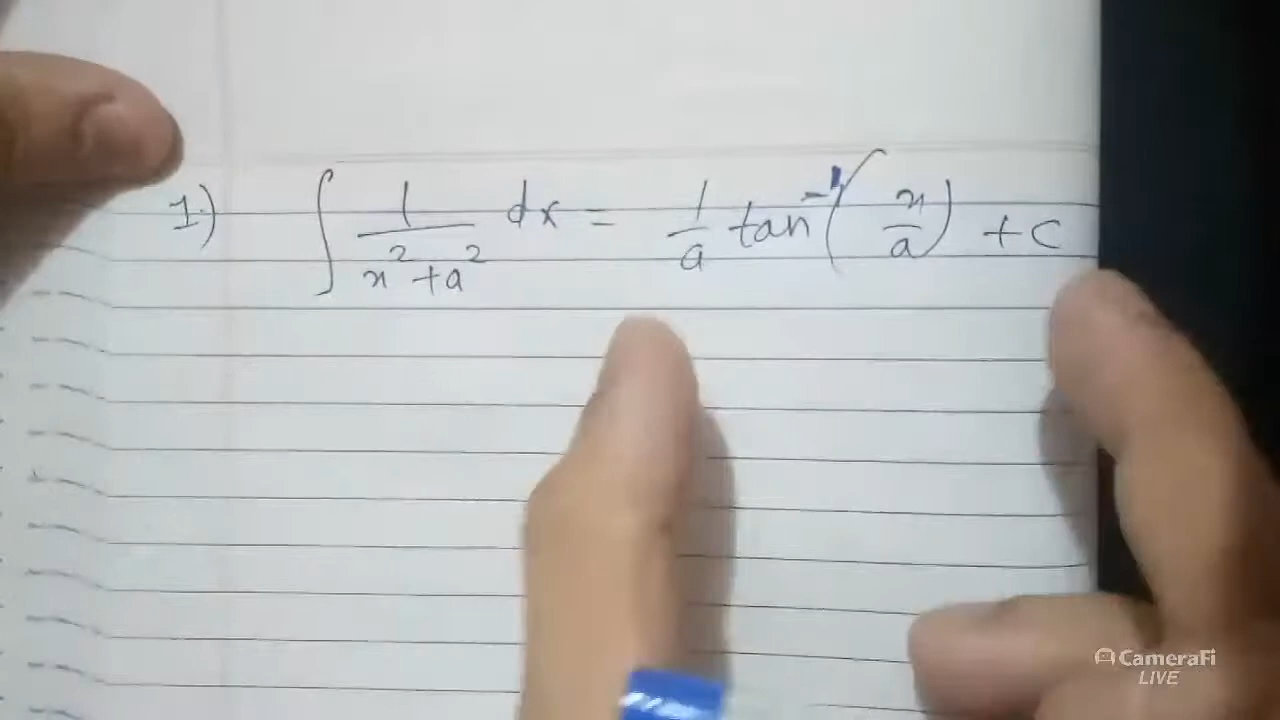 1.) ∫ 1/(x²+a²) dx = 1/a tan⁻¹(x/a) + c
CameraFi
LIVE